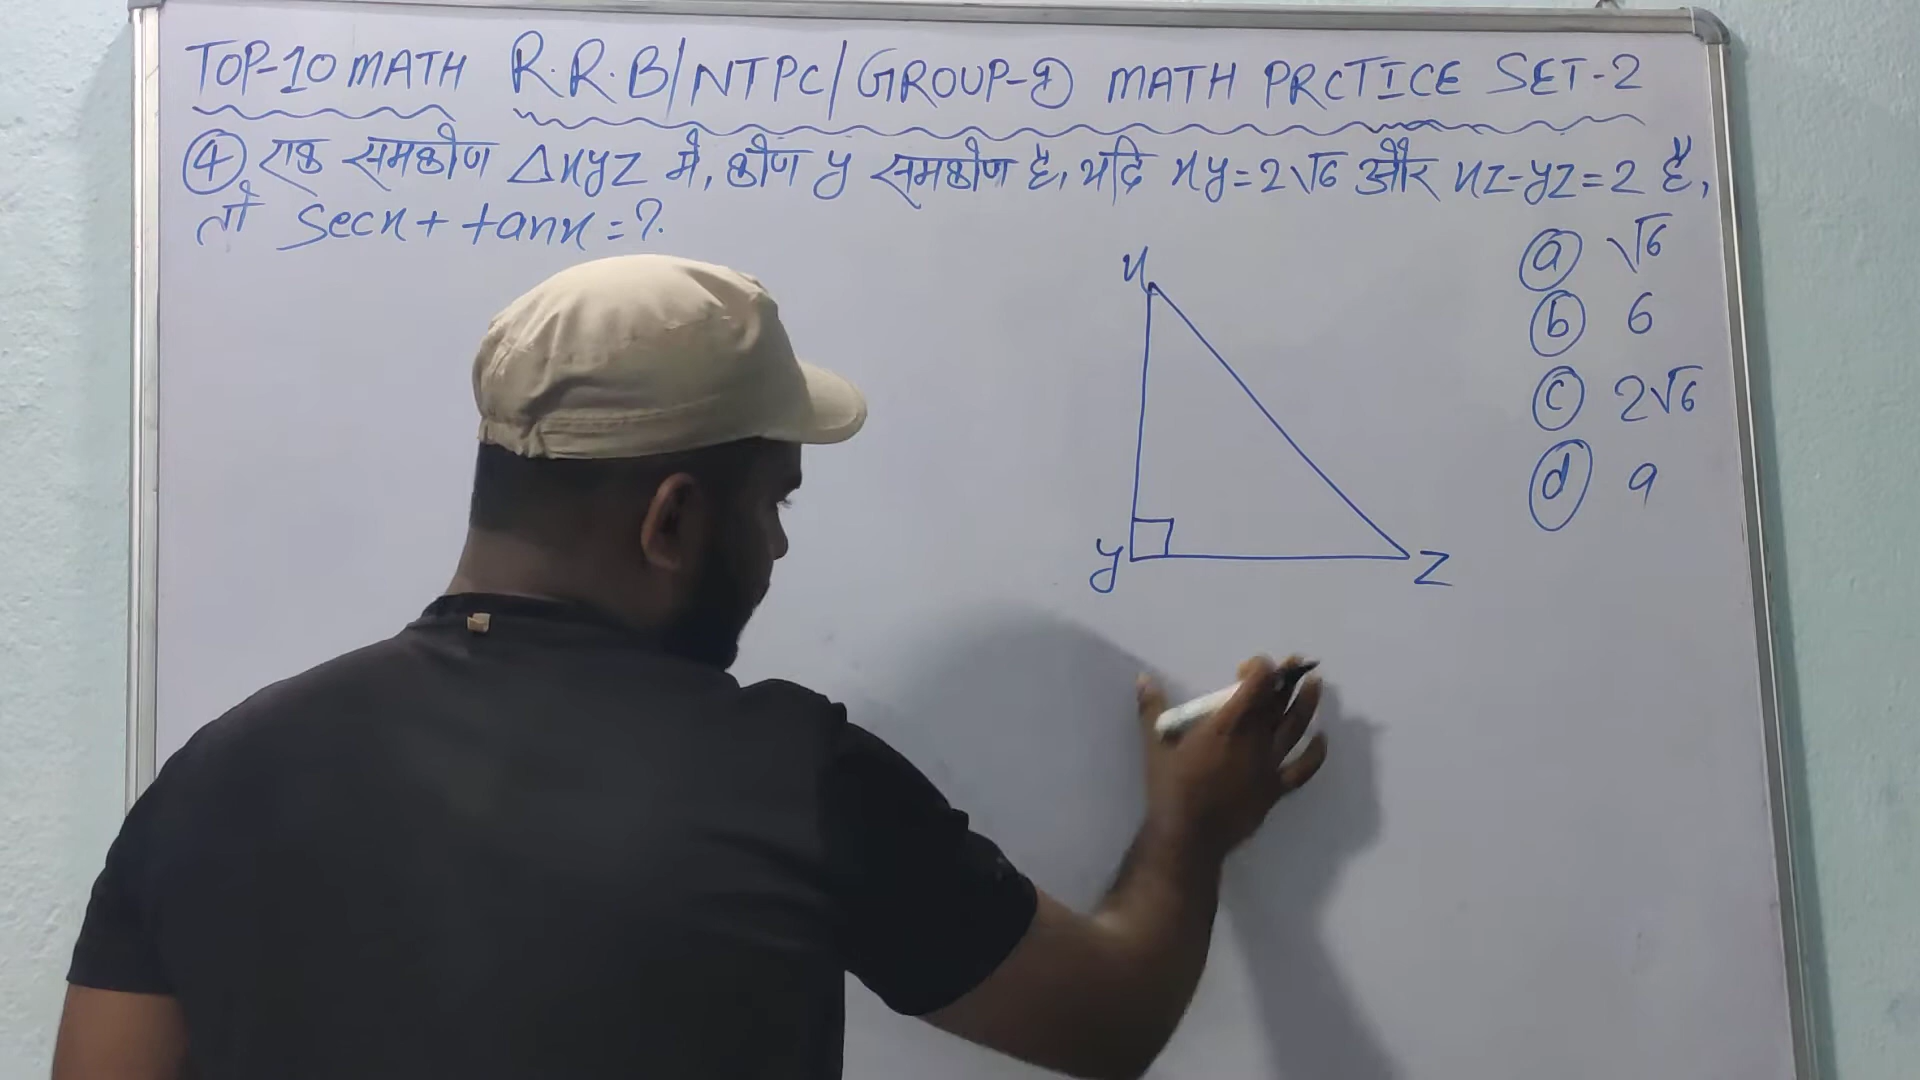 TOP-10 MATH R.R.B/NTPC/GROUP-D MATH PRCTICE SET-2
④ एक समकोण Δxyz में, कोण y समकोण है, यदि xy=2√6 और xz-yz=2 है,
तो secx + tanx = ?.
ⓐ √6
ⓑ 6
ⓒ 2√6
ⓓ 9
x
y
z